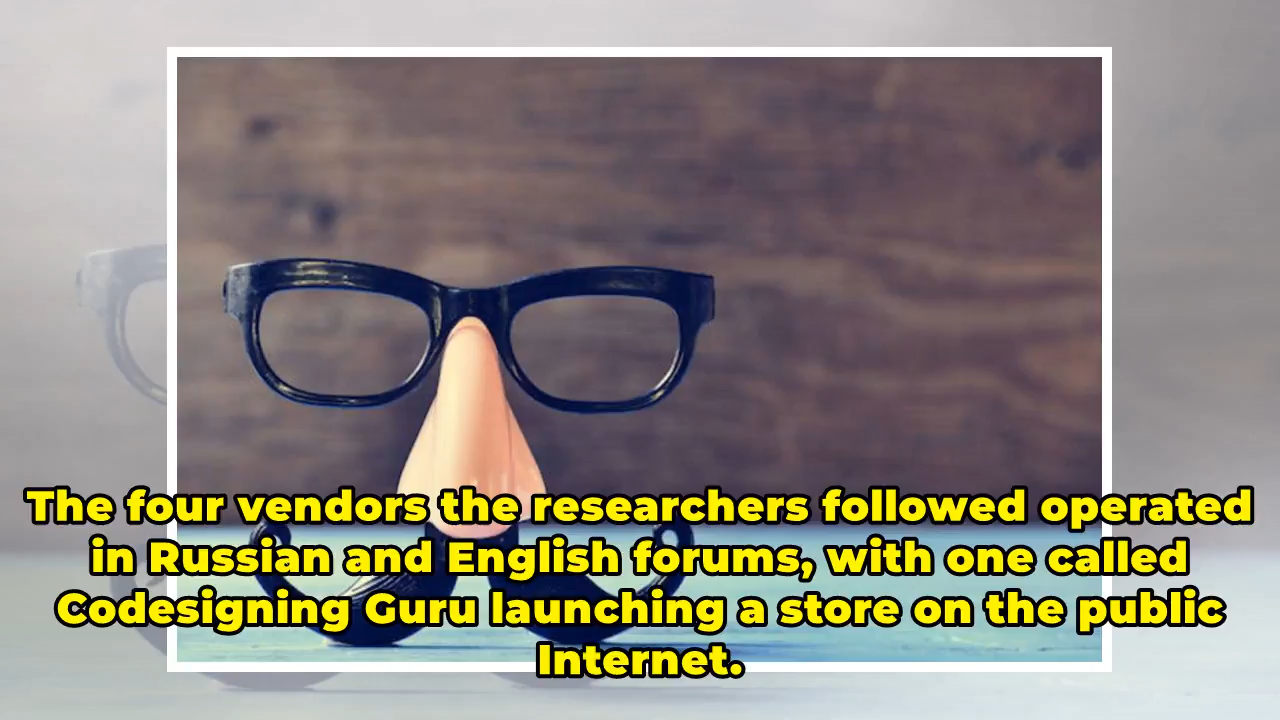 The four vendors the researchers followed operated
in Russian and English forums, with one called
Codesigning Guru launching a store on the public
Internet.